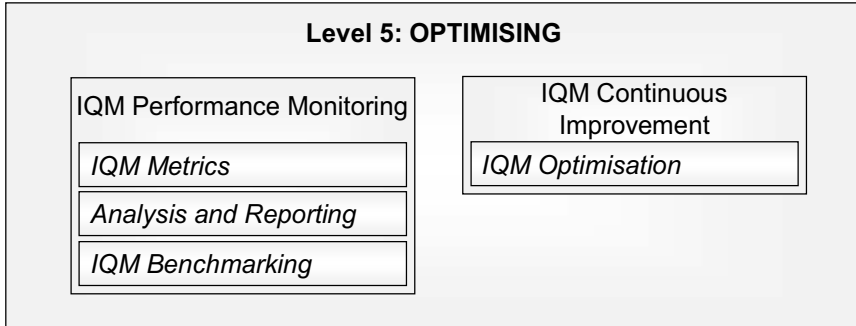 Level 5: OPTIMISING
IQM Performance Monitoring
IQM Metrics
Analysis and Reporting
IQM Benchmarking
IQM Continuous
Improvement
IQM Optimisation